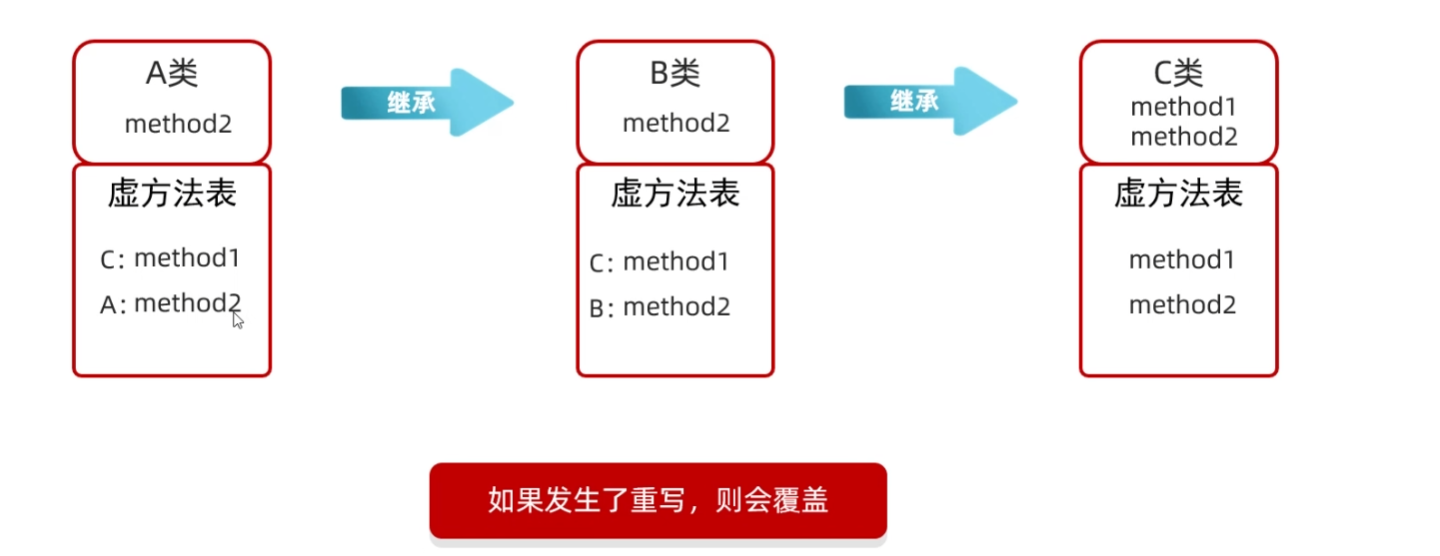 A类
method2
虚方法表
C: method1
A: method2
继承
B类
method2
虚方法表
C: method1
B: method2
继承
C类
method1
method2
虚方法表
method1
method2
如果发生了重写，则会覆盖